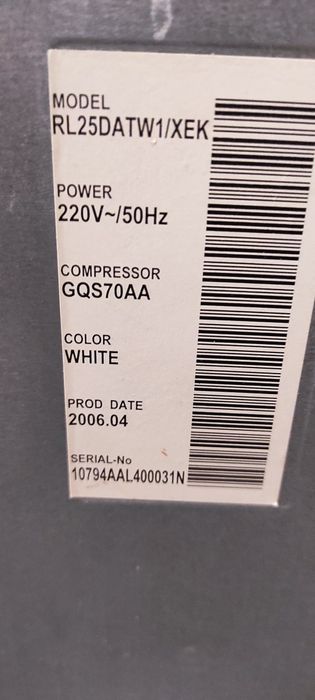 MODEL
RL25DATW1/XEK
POWER
220V~/50Hz
COMPRESSOR
GQS70AA
COLOR
WHITE
PROD DATE
2006.04
SERIAL-No
10794AAL400031N